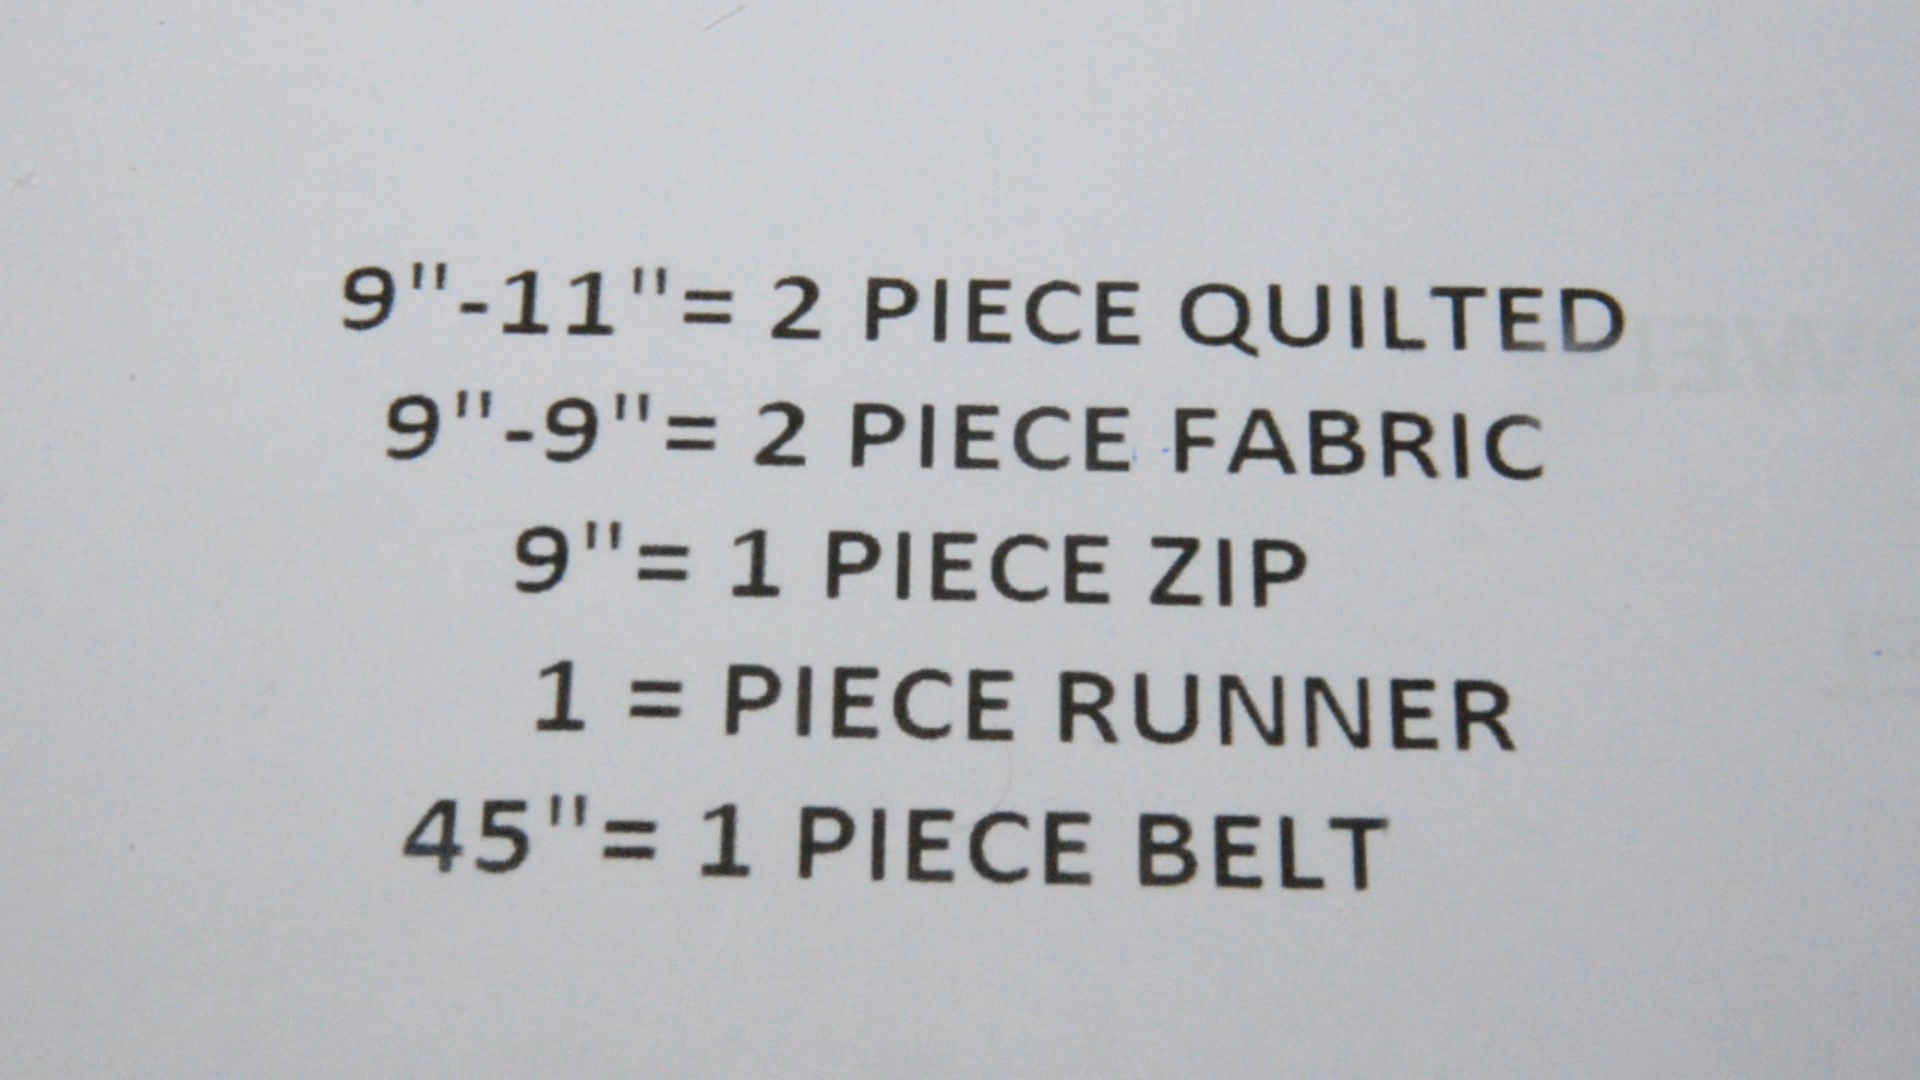 9"-11"= 2 PIECE QUILTED
9"-9"= 2 PIECE FABRIC
9"= 1 PIECE ZIP
1 = PIECE RUNNER
45"= 1 PIECE BELT